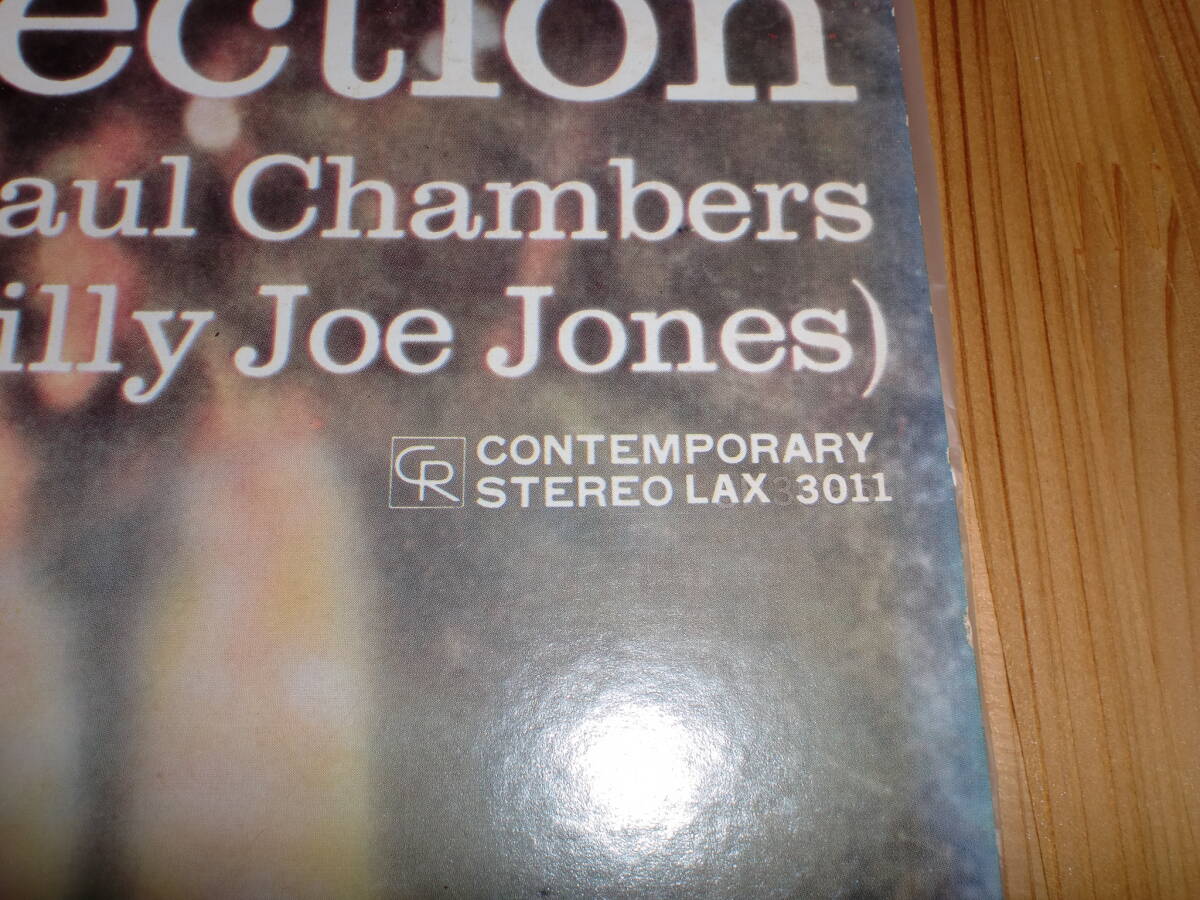 ection
aul Chambers
illy Joe Jones)
CR CONTEMPORARY
STEREO LAX 3011